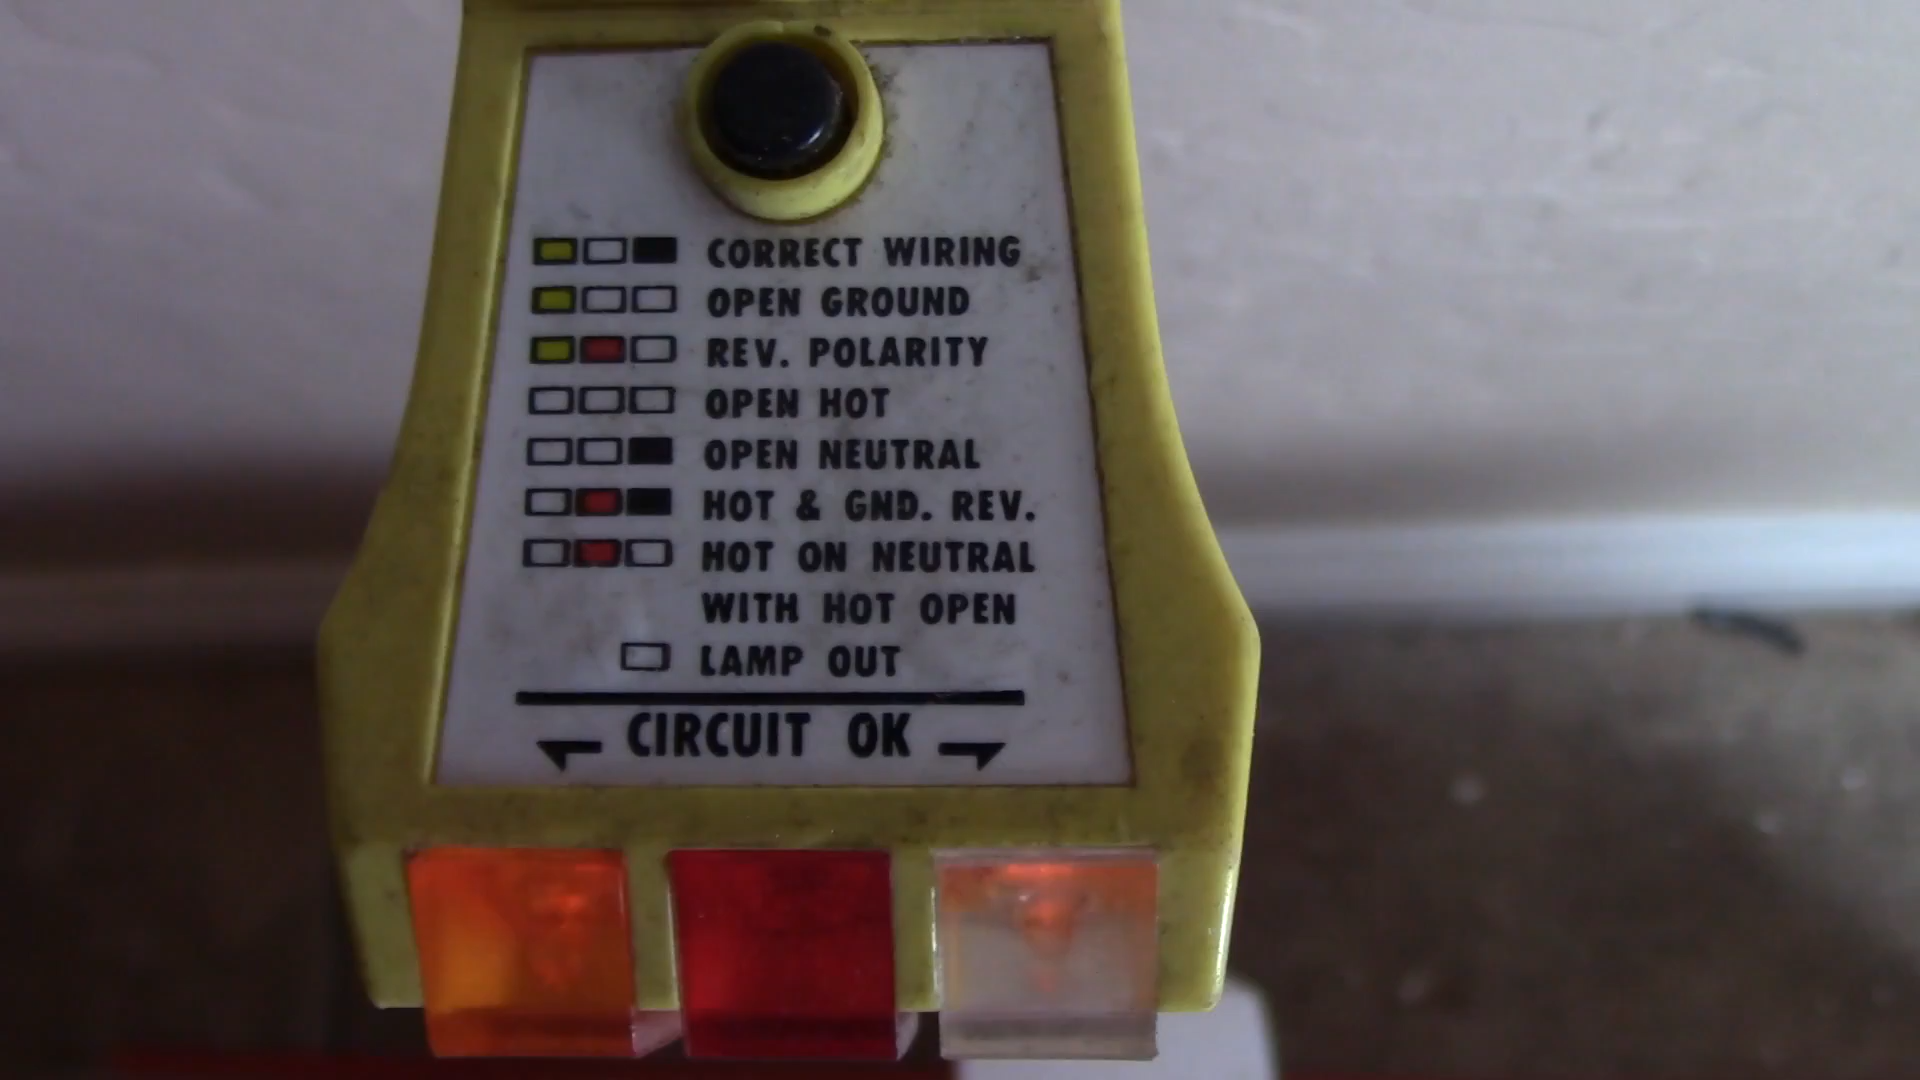 CORRECT WIRING
OPEN GROUND
REV. POLARITY
OPEN HOT
OPEN NEUTRAL
HOT & GND. REV.
HOT ON NEUTRAL
WITH HOT OPEN
LAMP OUT
CIRCUIT OK